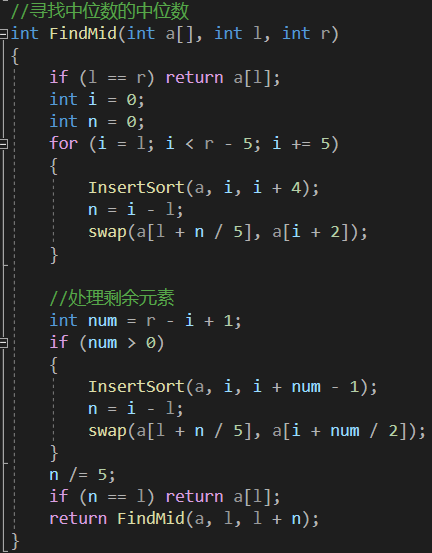 //寻找中位数的中位数
int FindMid(int a[], int l, int r)
{
    if (l == r) return a[l];
    int i = 0;
    int n = 0;
    for (i = l; i < r - 5; i += 5)
    {
        InsertSort(a, i, i + 4);
        n = i - l;
        swap(a[l + n / 5], a[i + 2]);
    }

    //处理剩余元素
    int num = r - i + 1;
    if (num > 0)
    {
        InsertSort(a, i, i + num - 1);
        n = i - l;
        swap(a[l + n / 5], a[i + num / 2]);
    }
    n /= 5;
    if (n == l) return a[l];
    return FindMid(a, l, l + n);
}